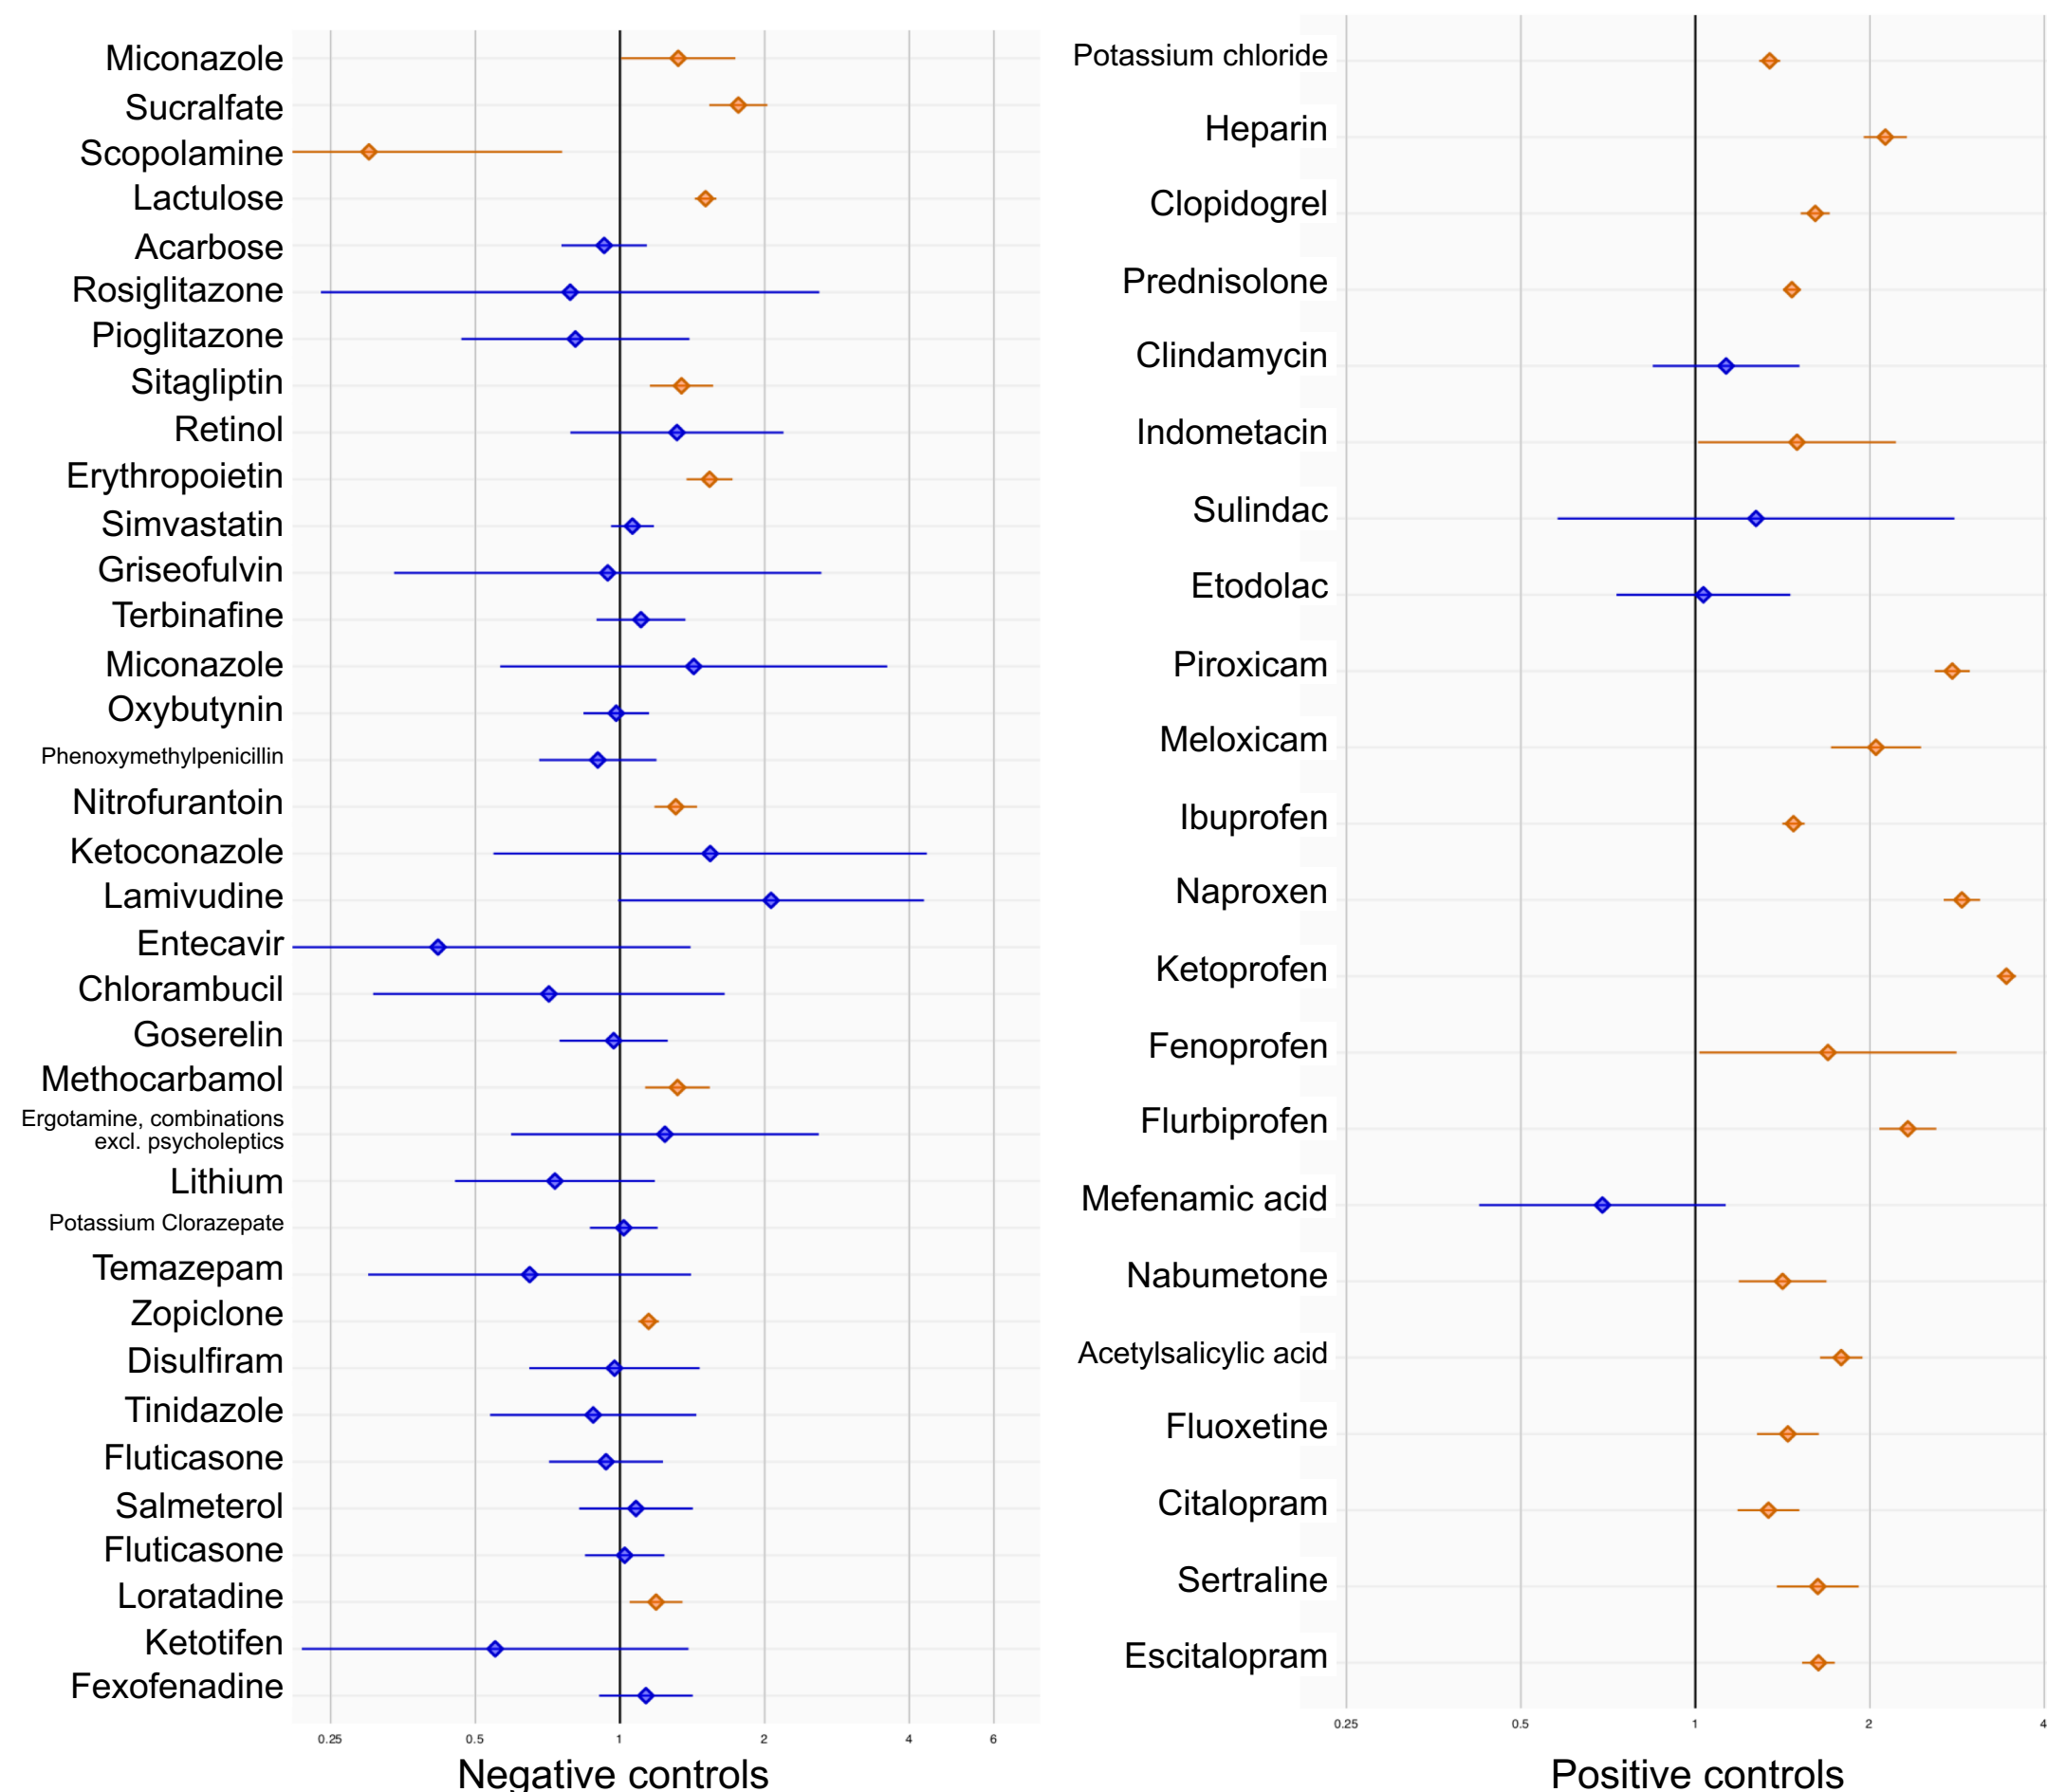 Miconazole
Sucralfate
Scopolamine
Lactulose
Acarbose
Rosiglitazone
Pioglitazone
Sitagliptin
Retinol
Erythropoietin
Simvastatin
Griseofulvin
Terbinafine
Miconazole
Oxybutynin
Phenoxymethylpenicillin
Nitrofurantoin
Ketoconazole
Lamivudine
Entecavir
Chlorambucil
Goserelin
Methocarbamol
Ergotamine, combinations
excl. psycholeptics
Lithium
Potassium Clorazepate
Temazepam
Zopiclone
Disulfiram
Tinidazole
Fluticasone
Salmeterol
Fluticasone
Loratadine
Ketotifen
Fexofenadine
0.25 0.5 1 2 4 6
Negative controls
Potassium chloride
Heparin
Clopidogrel
Prednisolone
Clindamycin
Indometacin
Sulindac
Etodolac
Piroxicam
Meloxicam
Ibuprofen
Naproxen
Ketoprofen
Fenoprofen
Flurbiprofen
Mefenamic acid
Nabumetone
Acetylsalicylic acid
Fluoxetine
Citalopram
Sertraline
Escitalopram
0.25 0.5 1 2 4
Positive controls